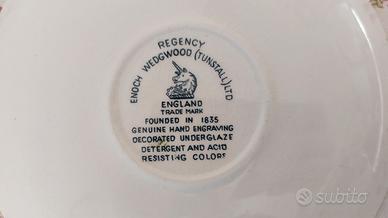 REGENCY
ENOCH WEDGWOOD (TUNSTALL) LTD
ENGLAND
TRADE MARK
FOUNDED IN 1835
GENUINE HAND ENGRAVING
DECORATED UNDERGLAZE
DETERGENT AND ACID
RESISTING COLORS
subito